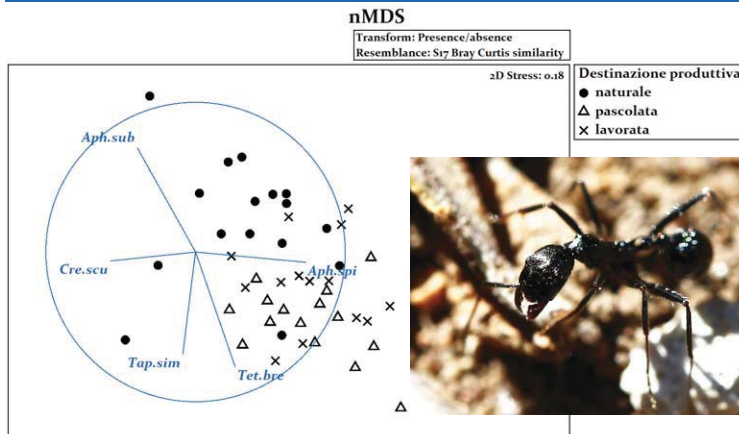 nMDS
Transform: Presence/absence
Resemblance: S17 Bray Curtis similarity
2D Stress: 0.18
Destinazione produttiva
naturale
pascolata
lavorata
Aph.sub
Cre.scu
Aph.spi
Tap.sim
Tet.bre